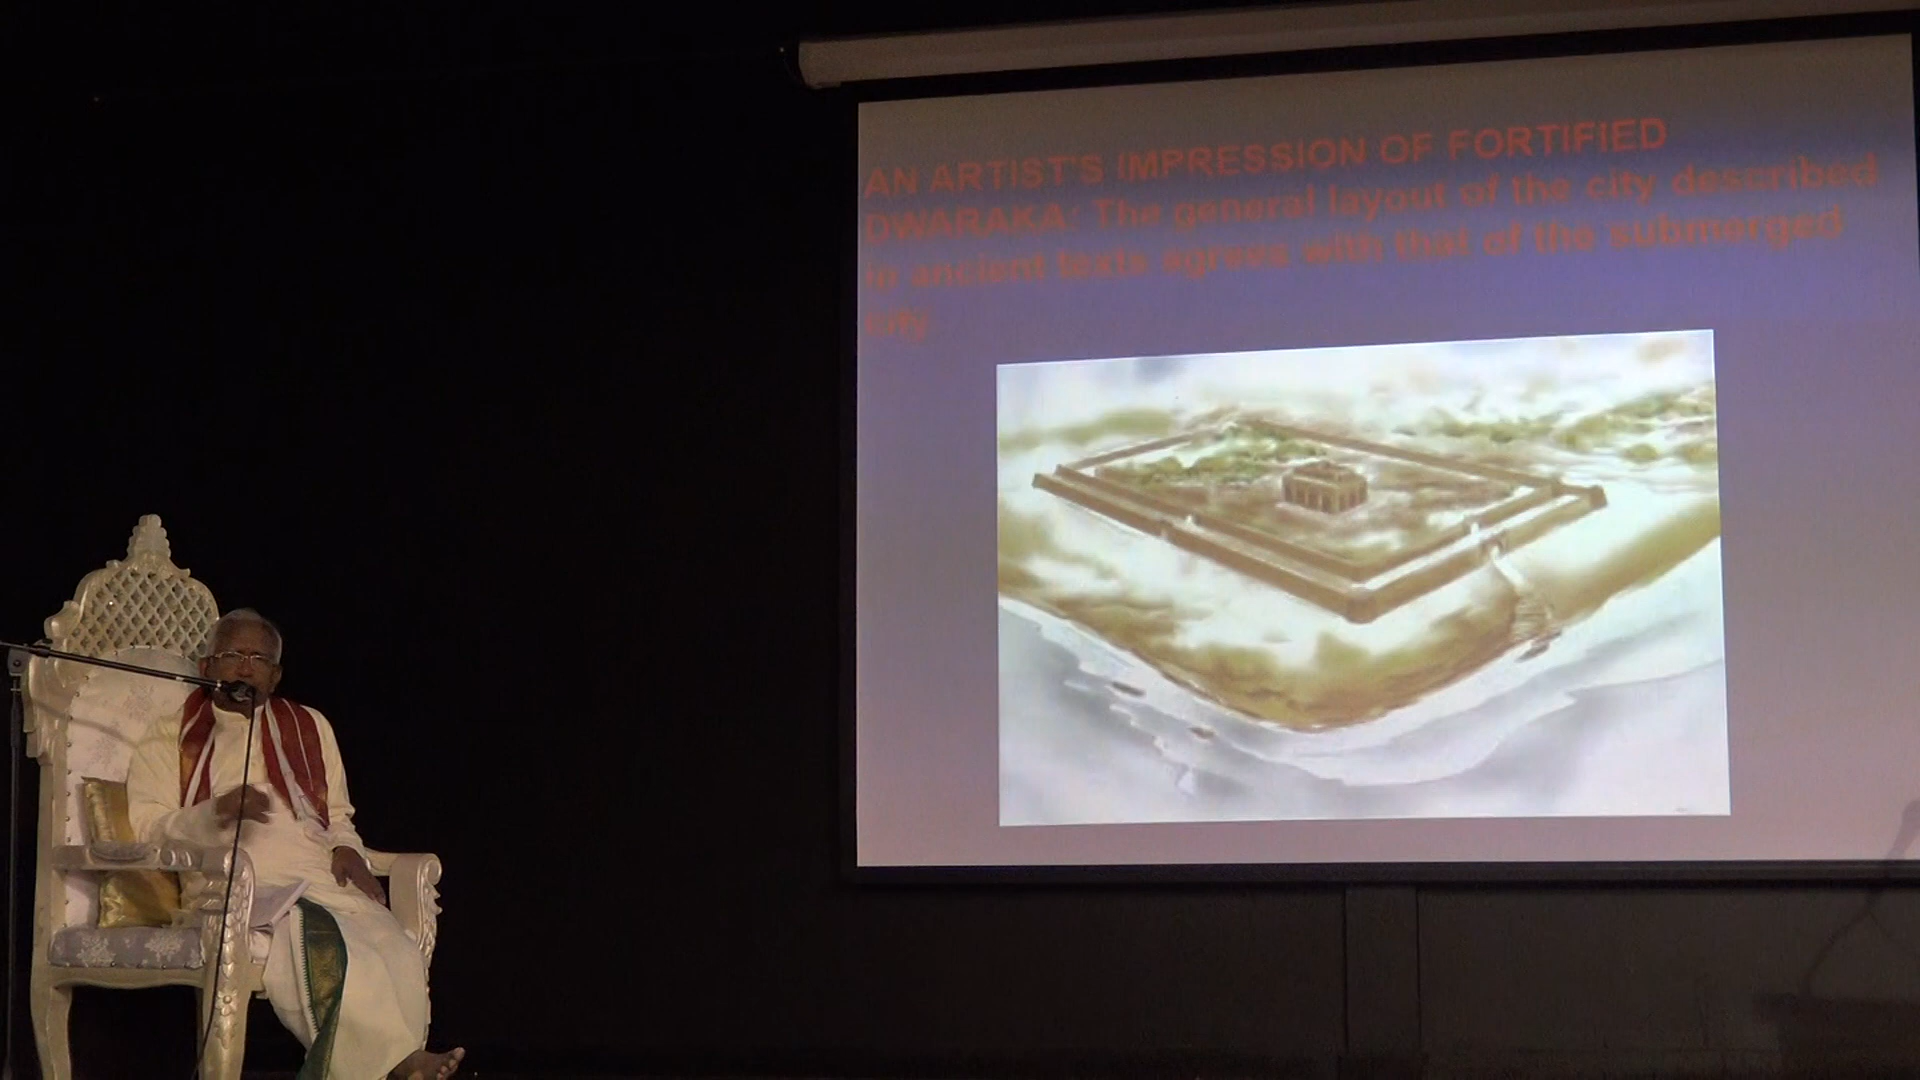 AN ARTIST'S IMPRESSION OF FORTIFIED
DWARAKA: The general layout of the city described
in ancient texts agrees with that of the submerged
city